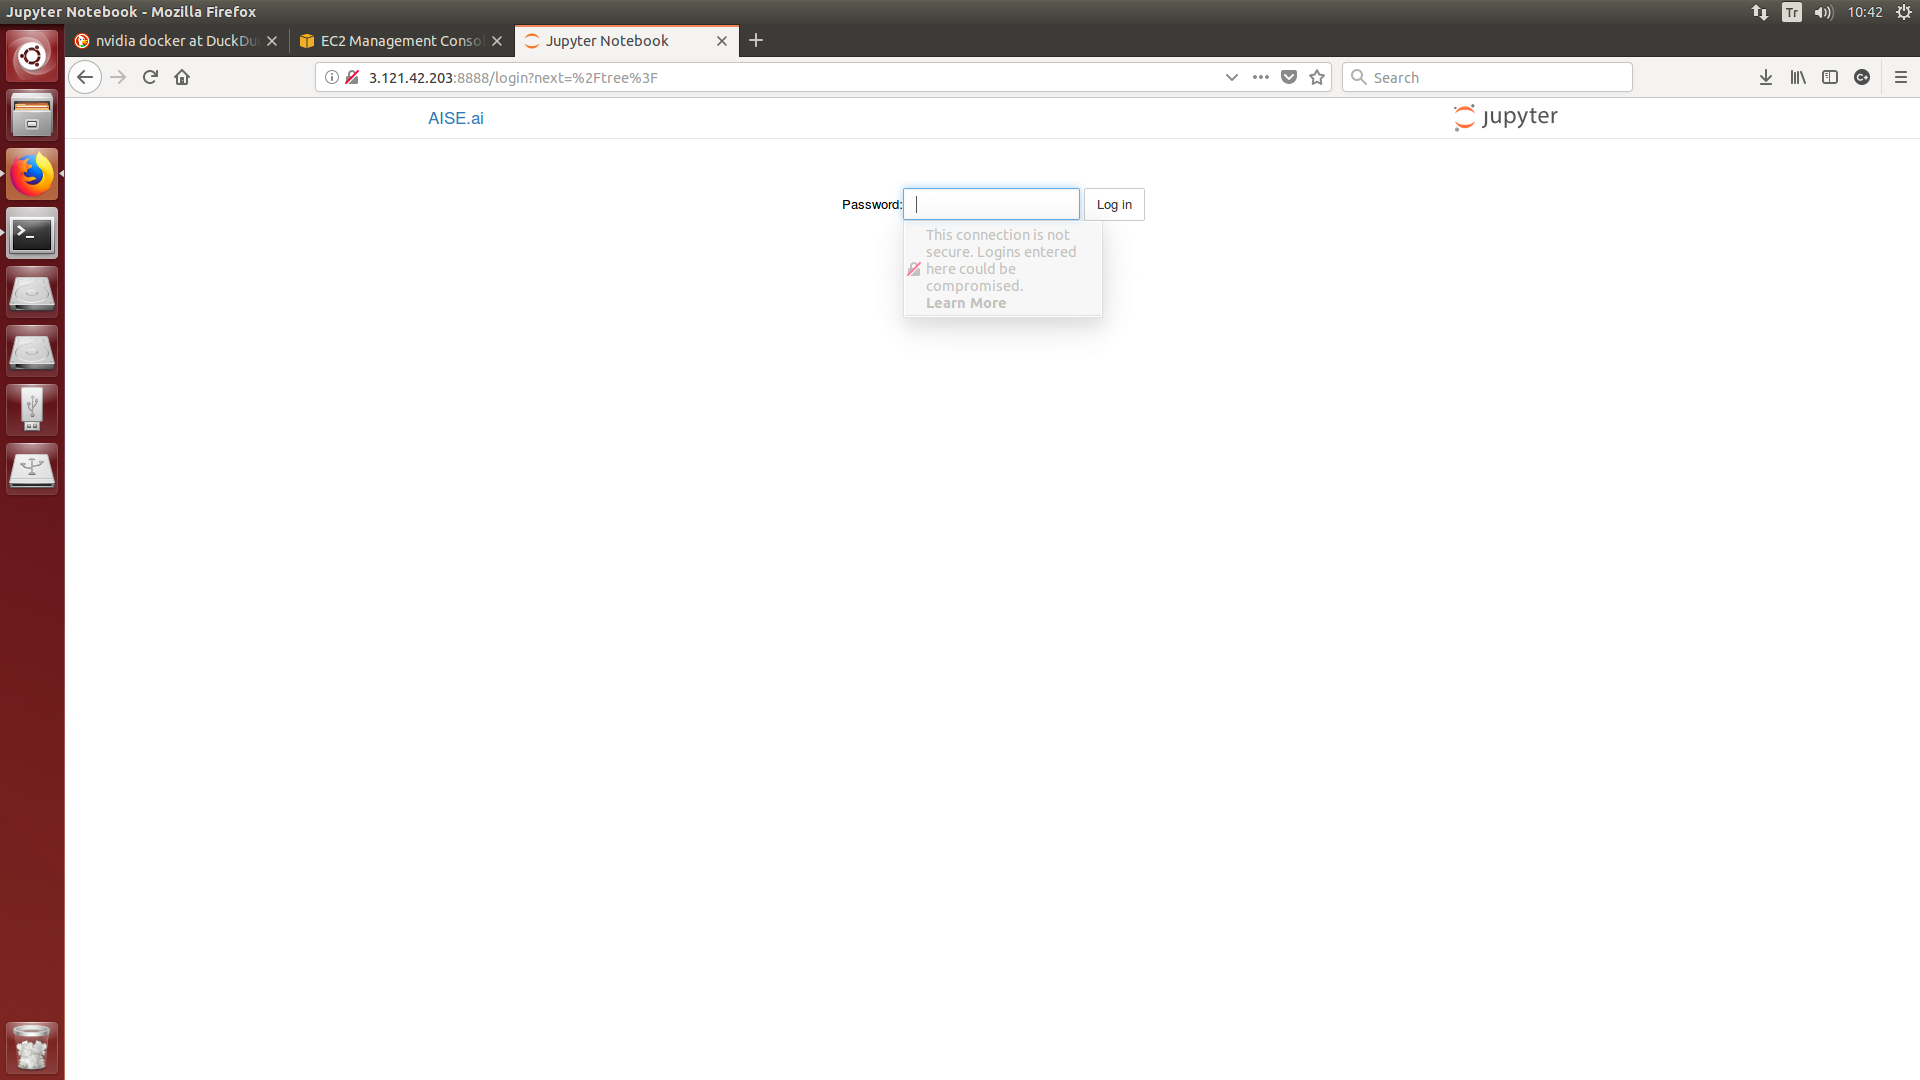 Jupyter Notebook - Mozilla Firefox
Tr
10:42
nvidia docker at DuckDu
EC2 Management Consol
Jupyter Notebook
3.121.42.203:8888/login?next=%2Ftree%3F
Search
AISE.ai
jupyter
Password:
Log in
This connection is not
secure. Logins entered
here could be
compromised.
Learn More